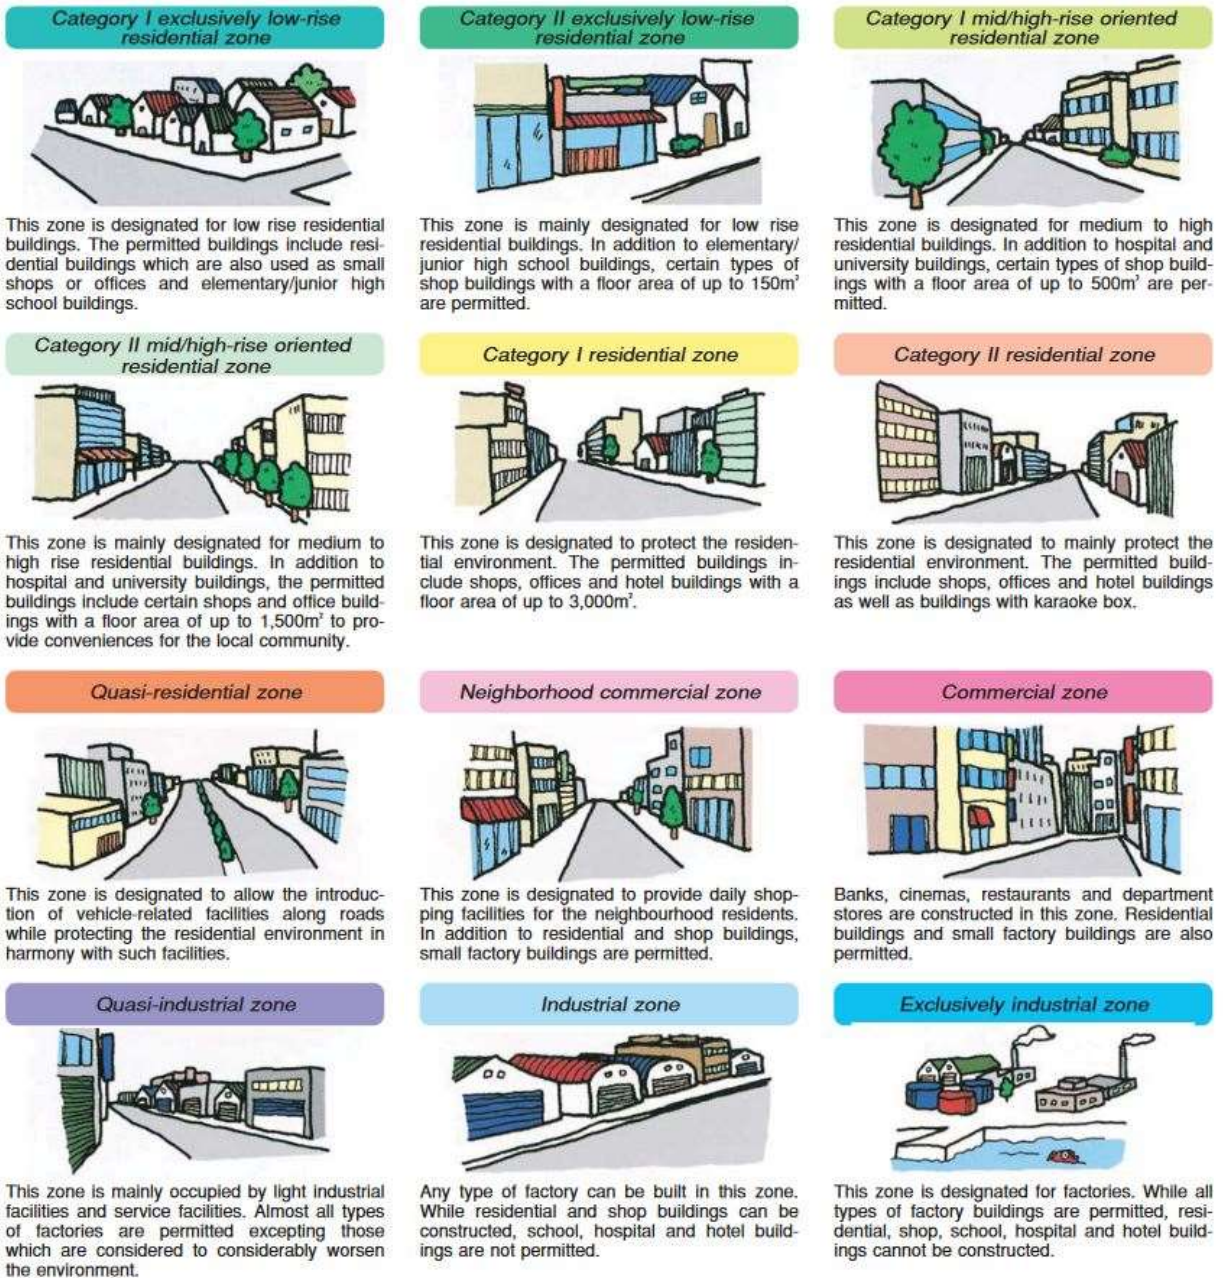 Category I exclusively low-rise
residential zone
This zone is designated for low rise residential
buildings. The permitted buildings include resi-
dential buildings which are also used as small
shops or offices and elementary/junior high
school buildings.
Category II exclusively low-rise
residential zone
This zone is mainly designated for low rise
residential buildings. In addition to elementary/
junior high school buildings, certain types of
shop buildings with a floor area of up to 150m²
are permitted.
Category I mid/high-rise oriented
residential zone
This zone is designated for medium to high
residential buildings. In addition to hospital and
university buildings, certain types of shop build-
ings with a floor area of up to 500m² are per-
mitted.
Category II mid/high-rise oriented
residential zone
This zone is mainly designated for medium to
high rise residential buildings. In addition to
hospital and university buildings, the permitted
buildings include certain shops and office build-
ings with a floor area of up to 1,500m² to pro-
vide conveniences for the local community.
Category I residential zone
This zone is designated to protect the residen-
tial environment. The permitted buildings in-
clude shops, offices and hotel buildings with a
floor area of up to 3,000m².
Category II residential zone
This zone is designated to mainly protect the
residential environment. The permitted build-
ings include shops, offices and hotel buildings
as well as buildings with karaoke box.
Quasi-residential zone
This zone is designated to allow the introduc-
tion of vehicle-related facilities along roads
while protecting the residential environment in
harmony with such facilities.
Neighborhood commercial zone
This zone is designated to provide daily shop-
ping facilities for the neighbourhood residents.
In addition to residential and shop buildings,
small factory buildings are permitted.
Commercial zone
Banks, cinemas, restaurants and department
stores are constructed in this zone. Residential
buildings and small factory buildings are also
permitted.
Quasi-industrial zone
This zone is mainly occupied by light industrial
facilities and service facilities. Almost all types
of factories are permitted excepting those
which are considered to considerably worsen
the environment.
Industrial zone
Any type of factory can be built in this zone.
While residential and shop buildings can be
constructed, school, hospital and hotel build-
ings are not permitted.
Exclusively industrial zone
This zone is designated for factories. While all
types of factory buildings are permitted, resi-
dential, shop, school, hospital and hotel build-
ings cannot be constructed.